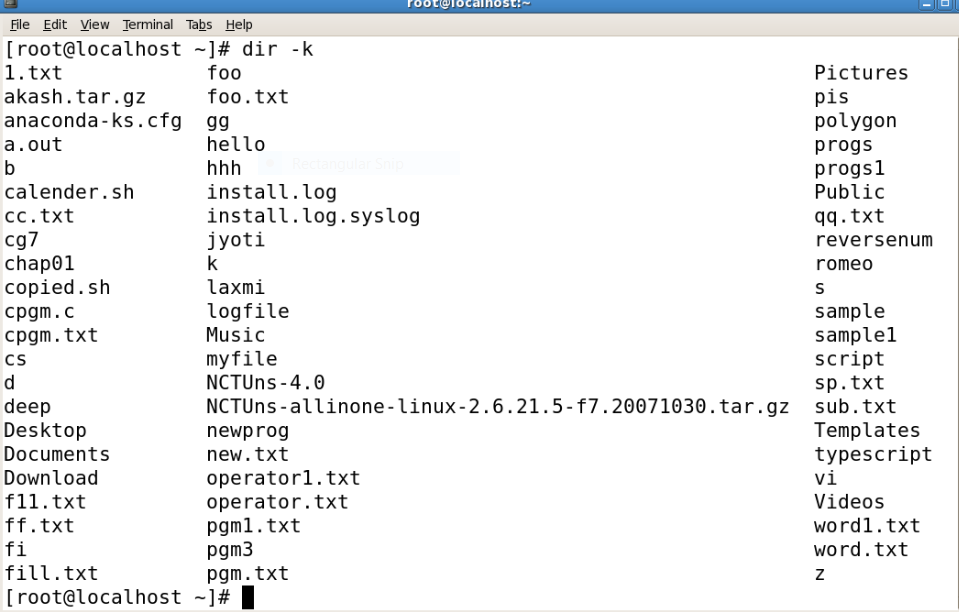 root@localhost:~
File Edit View Terminal Tabs Help
[root@localhost ~]# dir -k
1.txt foo Pictures
akash.tar.gz foo.txt pis
anaconda-ks.cfg gg polygon
a.out hello progs
Rectangular Snip
b hhh progs1
calender.sh install.log Public
cc.txt install.log.syslog qq.txt
cg7 jyoti reversenum
chap01 k romeo
copied.sh laxmi s
cpgm.c logfile sample
cpgm.txt Music sample1
cs myfile script
d NCTUns-4.0 sp.txt
deep NCTUns-allinone-linux-2.6.21.5-f7.20071030.tar.gz sub.txt
Desktop newprog Templates
Documents new.txt typescript
Download operator1.txt vi
f11.txt operator.txt Videos
ff.txt pgm1.txt word1.txt
fi pgm3 word.txt
fill.txt pgm.txt z
[root@localhost ~]#